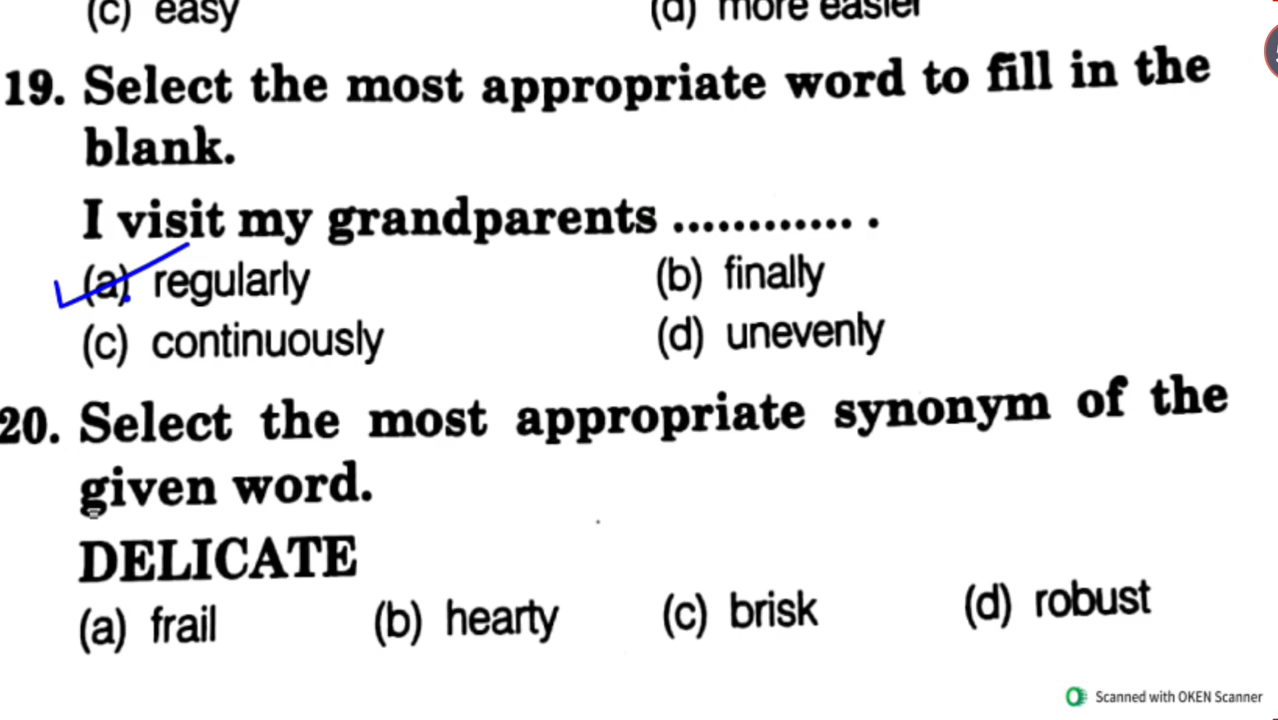 (c) easy (d) more easier
19. Select the most appropriate word to fill in the
blank.
I visit my grandparents ............ .
(a) regularly (b) finally
(c) continuously (d) unevenly
20. Select the most appropriate synonym of the
given word.
DELICATE
(a) frail (b) hearty (c) brisk (d) robust
Scanned with OKEN Scanner